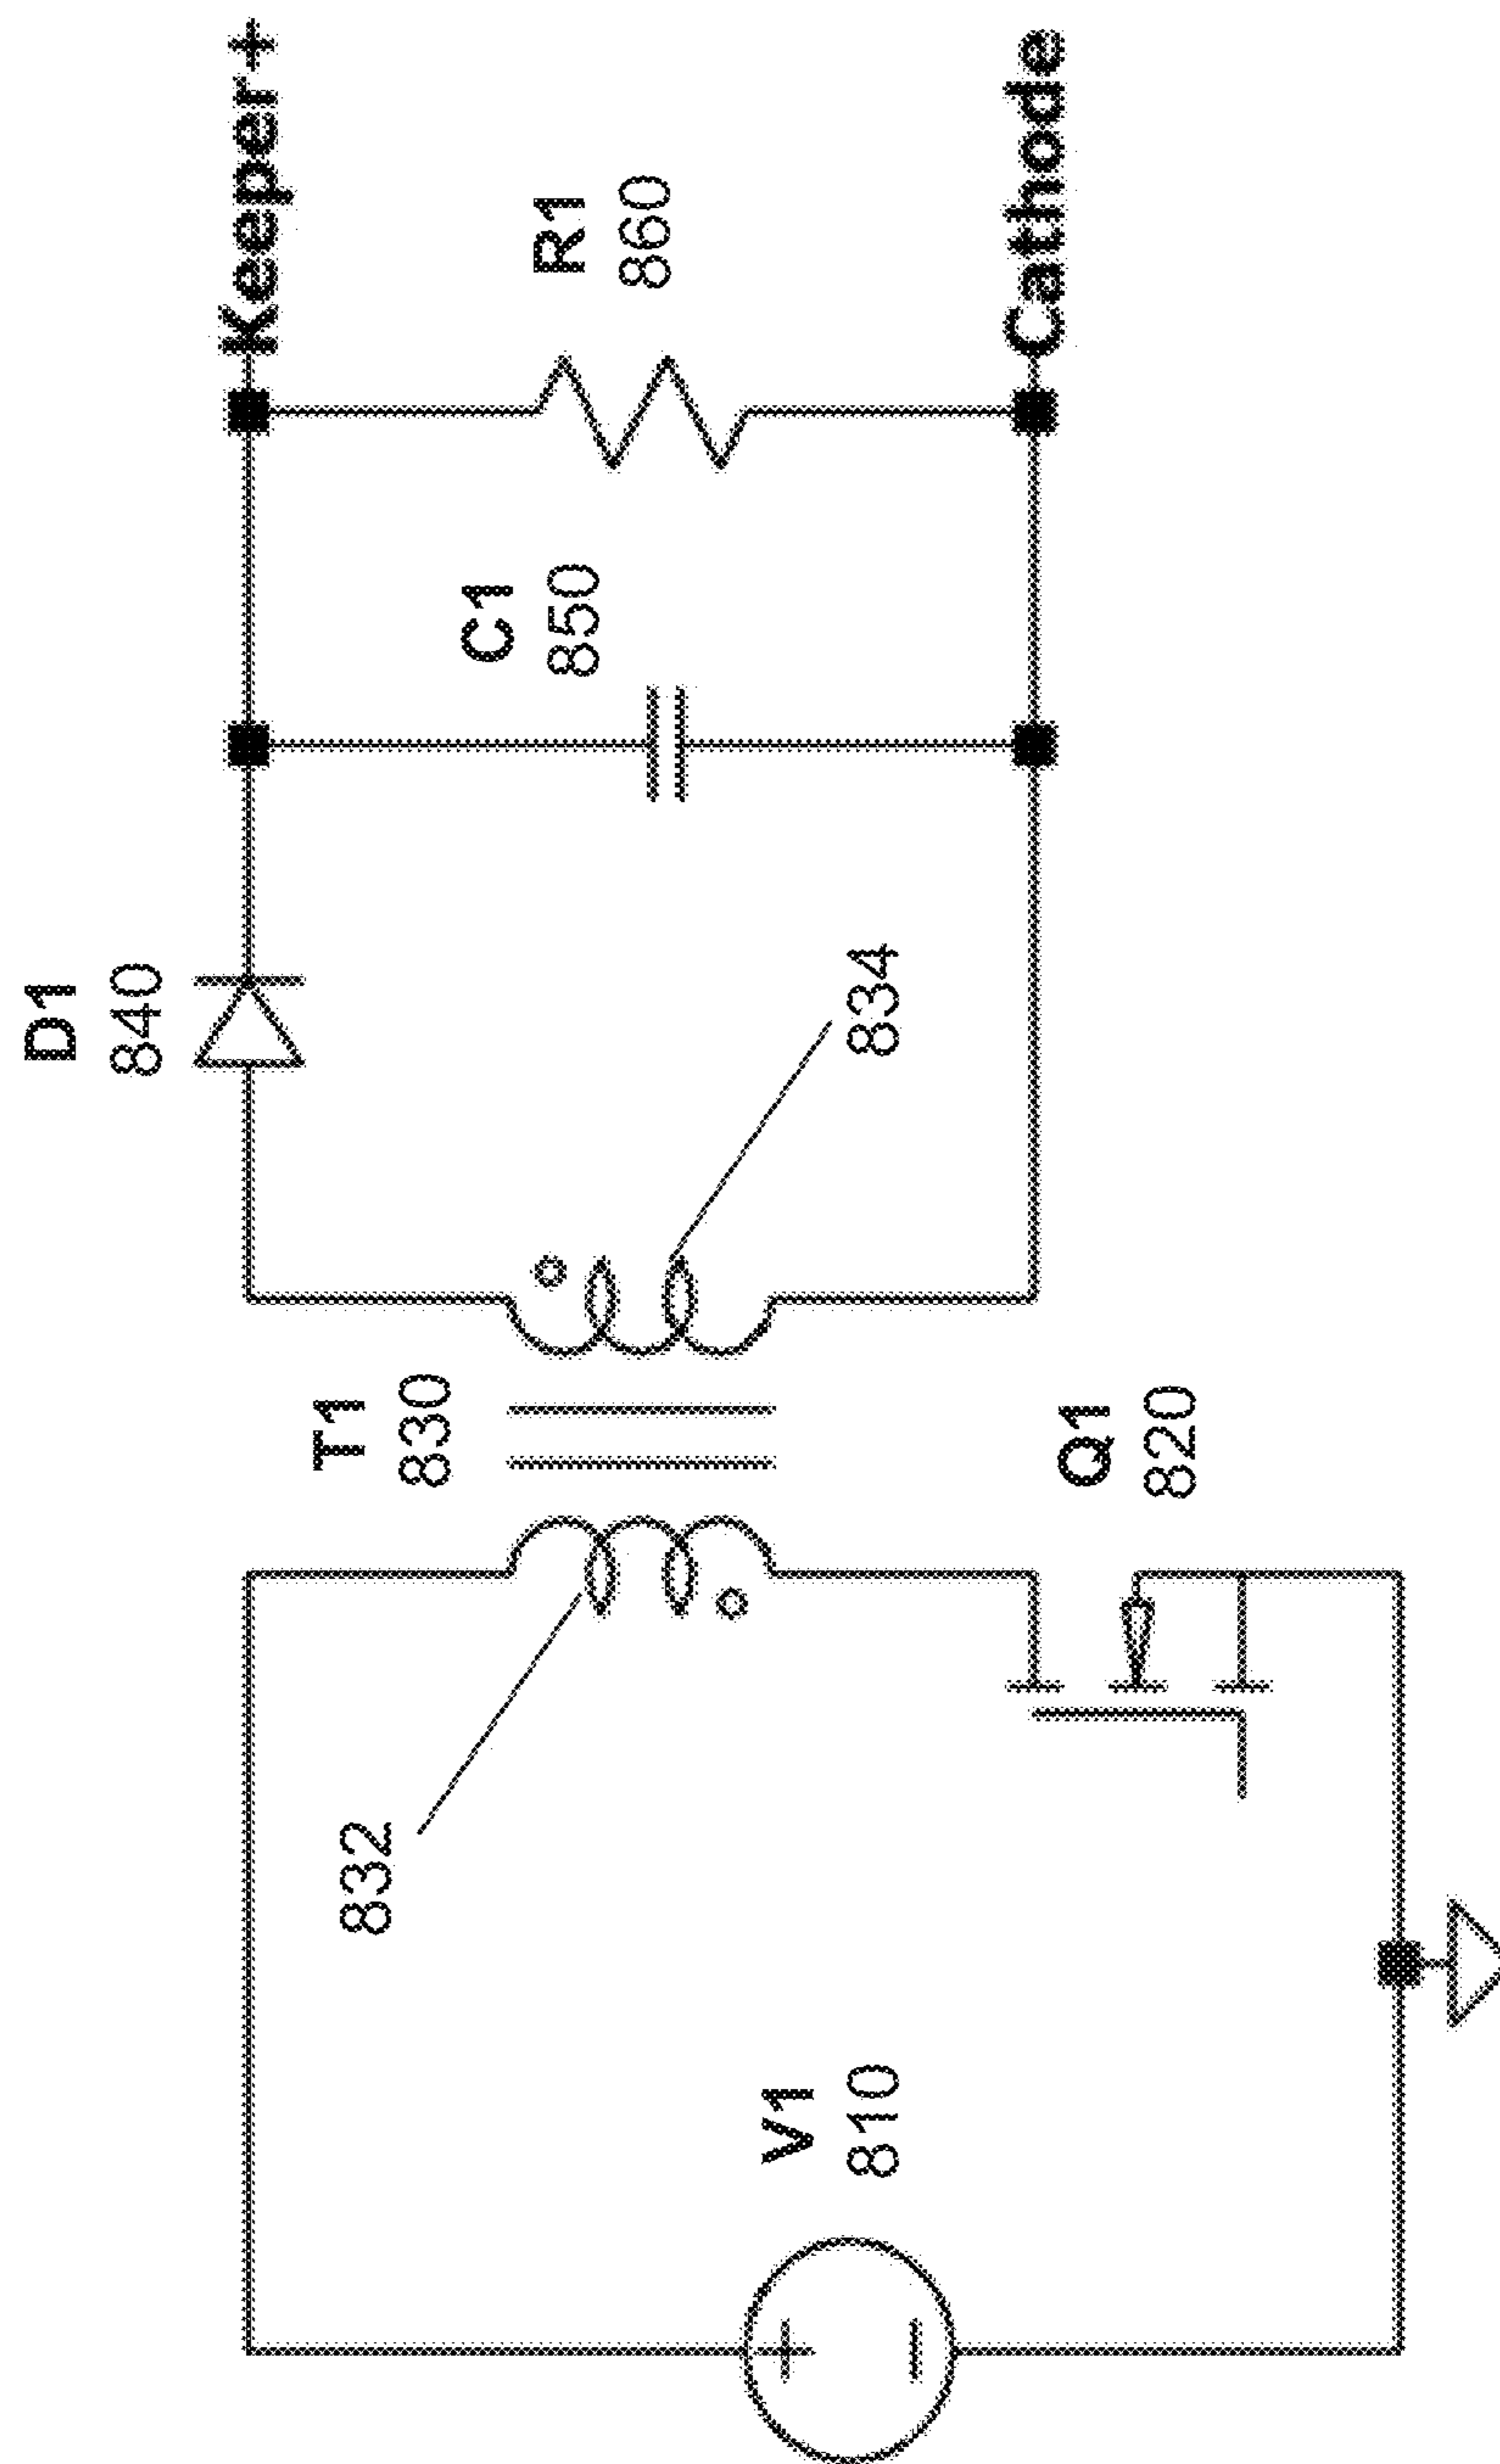 D1
840
Keeper+
T1
830
C1
850
R1
860
832
834
V1
810
+
−
Q1
820
Cathode